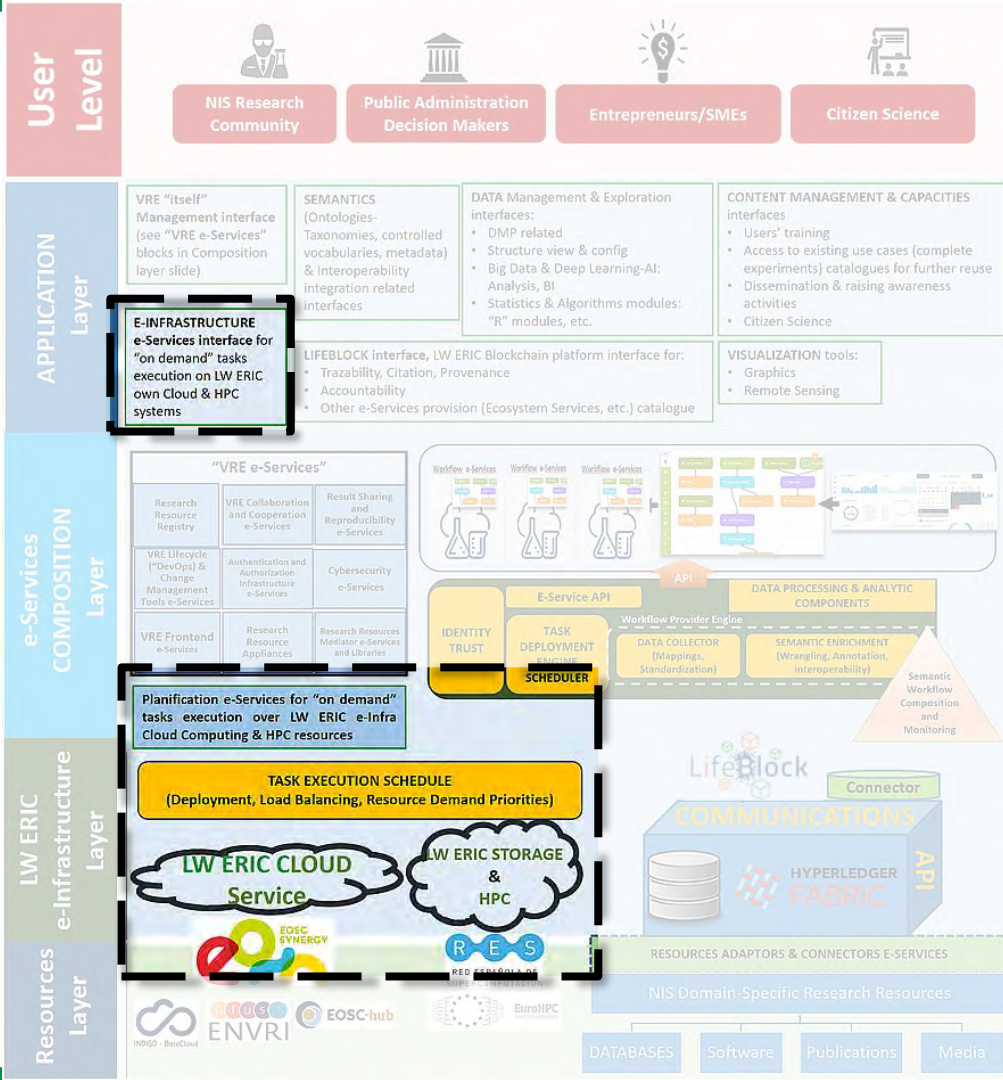 User
Level
NIS Research
Community
Public Administration
Decision Makers
Entrepreneurs/SMEs
Citizen Science
APPLICATION
Layer
VRE “itself”
Management interface
(see “VRE e-Services”
blocks in Composition
layer slide)
SEMANTICS
(Ontologies-
Taxonomies, controlled
vocabularies, metadata)
& Interoperability
integration related
interfaces
DATA Management & Exploration
interfaces:
• DMP related
• Structure view & config
• Big Data & Deep Learning-AI:
Analysis, BI
• Statistics & Algorithms modules:
“R” modules, etc.
CONTENT MANAGEMENT & CAPACITIES
interfaces
• Users’ training
• Access to existing use cases (complete
experiments) catalogues for further reuse
• Dissemination & raising awareness
activities
• Citizen Science
E-INFRASTRUCTURE
e-Services interface for
“on demand” tasks
execution on LW ERIC
own Cloud & HPC
systems
LIFEBLOCK interface, LW ERIC Blockchain platform interface for:
• Trazability, Citation, Provenance
• Accountability
• Other e-Services provision (Ecosystem Services, etc.) catalogue
VISUALIZATION tools:
• Graphics
• Remote Sensing
e-Services
COMPOSITION
Layer
“VRE e-Services”
Research
Resource
Registry
VRE Collaboration
and Cooperation
e-Services
Result Sharing
and
Reproducibility
e-Services
VRE Lifecycle
(“DevOps) &
Change
Management
Tools e-Services
Authentication and
Authorization
Infrastructure
e-Services
Cybersecurity
e-Services
VRE Frontend
e-Services
Research
Resource
Appliances
Research Resources
Mediator e-Services
and Libraries
Workflow e-Services
Workflow e-Services
Workflow e-Services
API
IDENTITY
TRUST
E-Service API
TASK
DEPLOYMENT
ENGINE
SCHEDULER
DATA PROCESSING & ANALYTIC
COMPONENTS
Workflow Provider Engine
DATA COLLECTOR
(Mappings,
Standardization)
SEMANTIC ENRICHMENT
(Wrangling, Annotation,
Interoperability)
Semantic
Workflow
Composition
and
Monitoring
Planification e-Services for “on demand”
tasks execution over LW ERIC e-Infra
Cloud Computing & HPC resources
LW ERIC
e-Infrastructure
Layer
TASK EXECUTION SCHEDULE
(Deployment, Load Balancing, Resource Demand Priorities)
LW ERIC CLOUD
Service
LW ERIC STORAGE
&
HPC
LifeBlock
Connector
COMMUNICATIONS
API
HYPERLEDGER
FABRIC
Resources
Layer
EOSC
SYNERGY
RES
RED ESPAÑOLA DE
SUPERCOMPUTACIÓN
INDIGO - DataCloud
plus
ENVRI
EOSC-hub
EuroHPC
RESOURCES ADAPTORS & CONNECTORS E-SERVICES
NIS Domain-Specific Research Resources
DATABASES
Software
Publications
Media